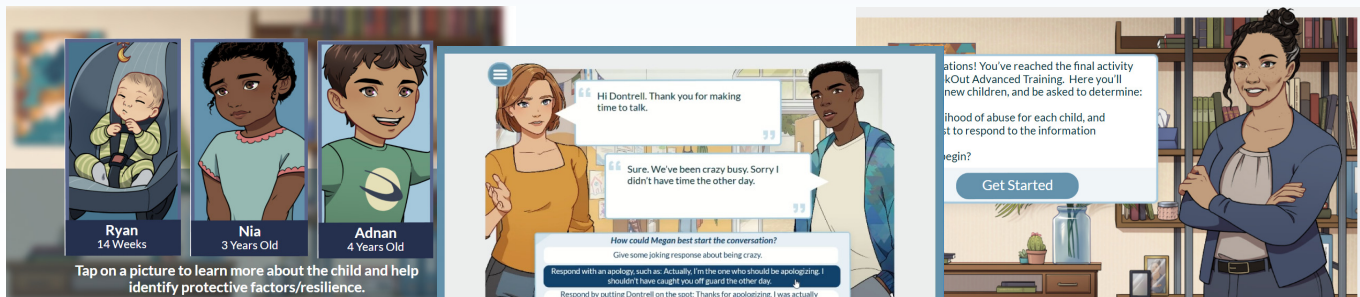 Ryan
14 Weeks
Nia
3 Years Old
Adnan
4 Years Old
Tap on a picture to learn more about the child and help
identify protective factors/resilience.
Hi Dontrell. Thank you for making
time to talk.
Sure. We've been crazy busy. Sorry I
didn't have time the other day.
How could Megan best start the conversation?
Give some joking response about being crazy.
Respond with an apology, such as: Actually, I'm the one who should be apologizing. I
shouldn't have caught you off guard the other day.
Respond by putting Dontrell on the spot: Thanks for apologizing. I was actually
ations! You've reached the final activity
kOut Advanced Training. Here you'll
new children, and be asked to determine:
lihood of abuse for each child, and
st to respond to the information
egin?
Get Started